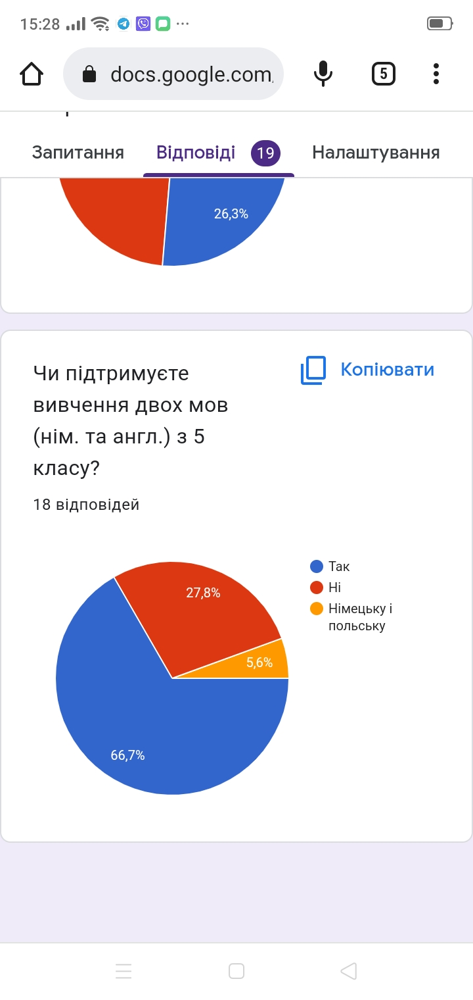 15:28
docs.google.com
5
Запитання Відповіді 19 Налаштування
26,3%
Чи підтримуєте
вивчення двох мов
(нім. та англ.) з 5
класу?
Копіювати
18 відповідей
27,8%
5,6%
66,7%
Так
Ні
Німецьку і
польську